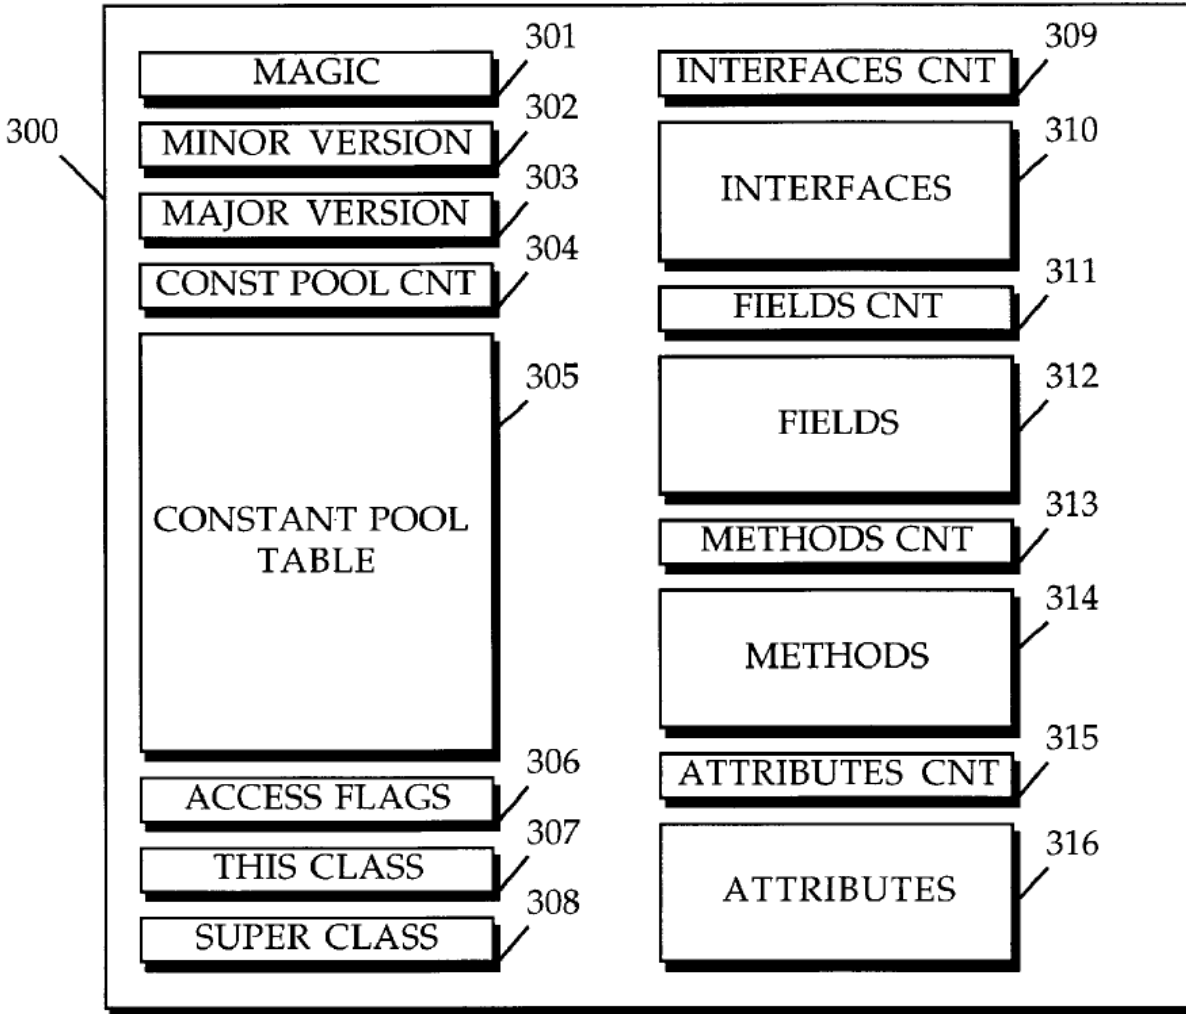 300
MAGIC
301
MINOR VERSION
302
MAJOR VERSION
303
CONST POOL CNT
304
CONSTANT POOL
TABLE
305
ACCESS FLAGS
306
THIS CLASS
307
SUPER CLASS
308
INTERFACES CNT
309
INTERFACES
310
FIELDS CNT
311
FIELDS
312
METHODS CNT
313
METHODS
314
ATTRIBUTES CNT
315
ATTRIBUTES
316